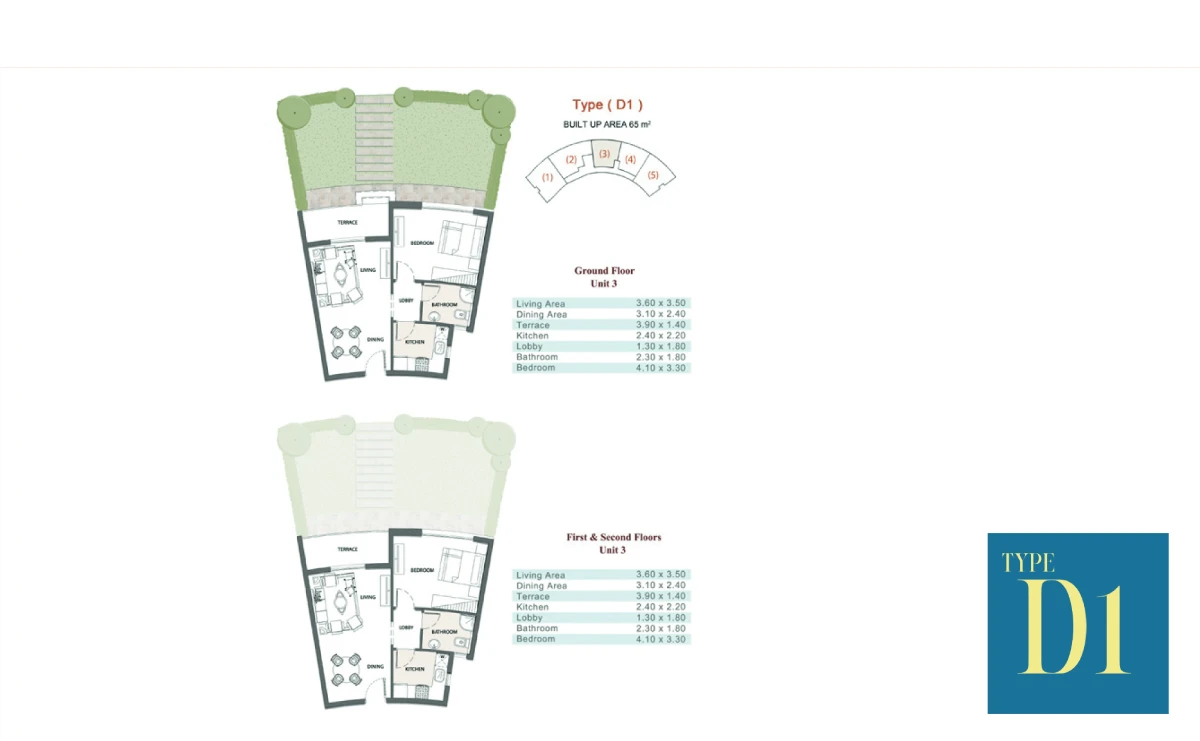 Type ( D1 )
BUILT UP AREA 65 m²
(1)
(2)
(3)
(4)
(5)
TERRACE
BEDROOM
LIVING
LOBBY
BATHROOM
DINING
KITCHEN
Ground Floor
Unit 3
Living Area 3.60 x 3.50
Dining Area 3.10 x 2.40
Terrace 3.90 x 1.40
Kitchen 2.40 x 2.20
Lobby 1.30 x 1.80
Bathroom 2.30 x 1.80
Bedroom 4.10 x 3.30
TERRACE
BEDROOM
LIVING
LOBBY
BATHROOM
DINING
KITCHEN
First & Second Floors
Unit 3
Living Area 3.60 x 3.50
Dining Area 3.10 x 2.40
Terrace 3.90 x 1.40
Kitchen 2.40 x 2.20
Lobby 1.30 x 1.80
Bathroom 2.30 x 1.80
Bedroom 4.10 x 3.30
TYPE
D1